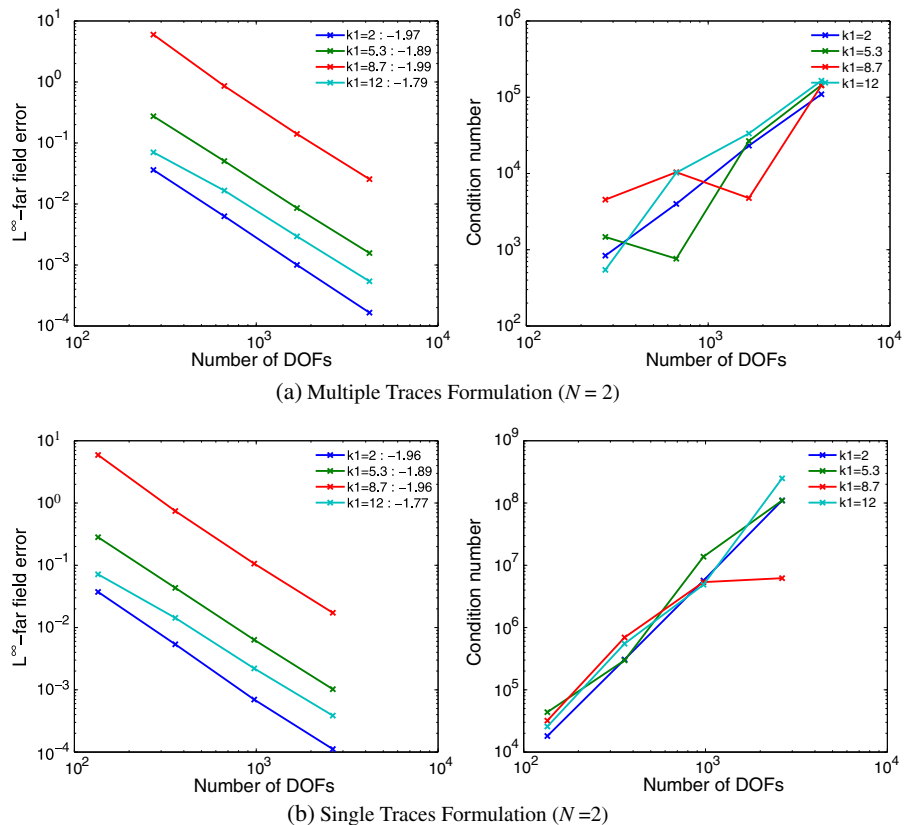 10^1
10^0
10^-1
10^-2
10^-3
10^-4
L^∞-far field error
k1=2 : -1.97
k1=5.3 : -1.89
k1=8.7 : -1.99
k1=12 : -1.79
10^2 10^3 10^4
Number of DOFs
10^6
10^5
10^4
10^3
10^2
Condition number
k1=2
k1=5.3
k1=8.7
k1=12
10^2 10^3 10^4
Number of DOFs
(a) Multiple Traces Formulation (N = 2)
10^1
10^0
10^-1
10^-2
10^-3
10^-4
L^∞-far field error
k1=2 : -1.96
k1=5.3 : -1.89
k1=8.7 : -1.96
k1=12 : -1.77
10^2 10^3 10^4
Number of DOFs
10^9
10^8
10^7
10^6
10^5
10^4
Condition number
k1=2
k1=5.3
k1=8.7
k1=12
10^2 10^3 10^4
Number of DOFs
(b) Single Traces Formulation (N =2)